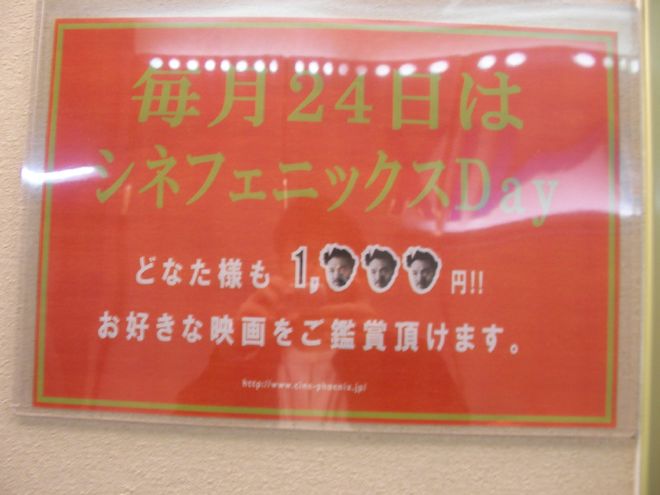 毎月24日は
シネフェニックスDay
どなた様も 1,000円!!
お好きな映画をご鑑賞頂けます。
http://www.cine-phoenix.jp/